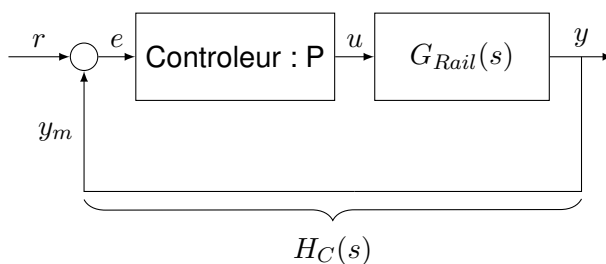 r
e
Controleur : P
u
G_{Rail}(s)
y
y_m
H_C(s)